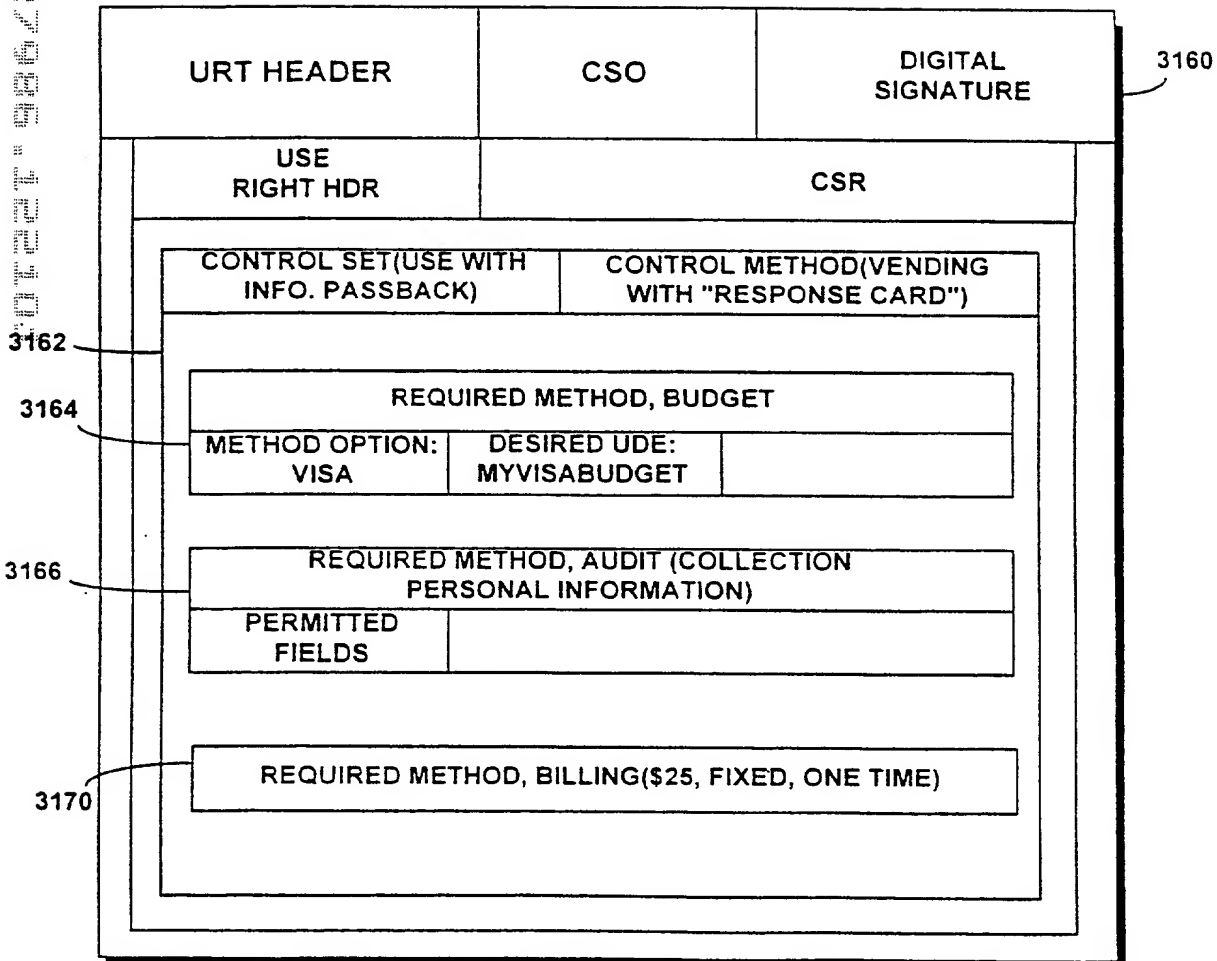 URT HEADER
CSO
DIGITAL
SIGNATURE
3160
USE
RIGHT HDR
CSR
CONTROL SET(USE WITH
INFO. PASSBACK)
CONTROL METHOD(VENDING
WITH "RESPONSE CARD")
3162
REQUIRED METHOD, BUDGET
3164
METHOD OPTION:
VISA
DESIRED UDE:
MYVISABUDGET
3166
REQUIRED METHOD, AUDIT (COLLECTION
PERSONAL INFORMATION)
PERMITTED
FIELDS
3170
REQUIRED METHOD, BILLING($25, FIXED, ONE TIME)